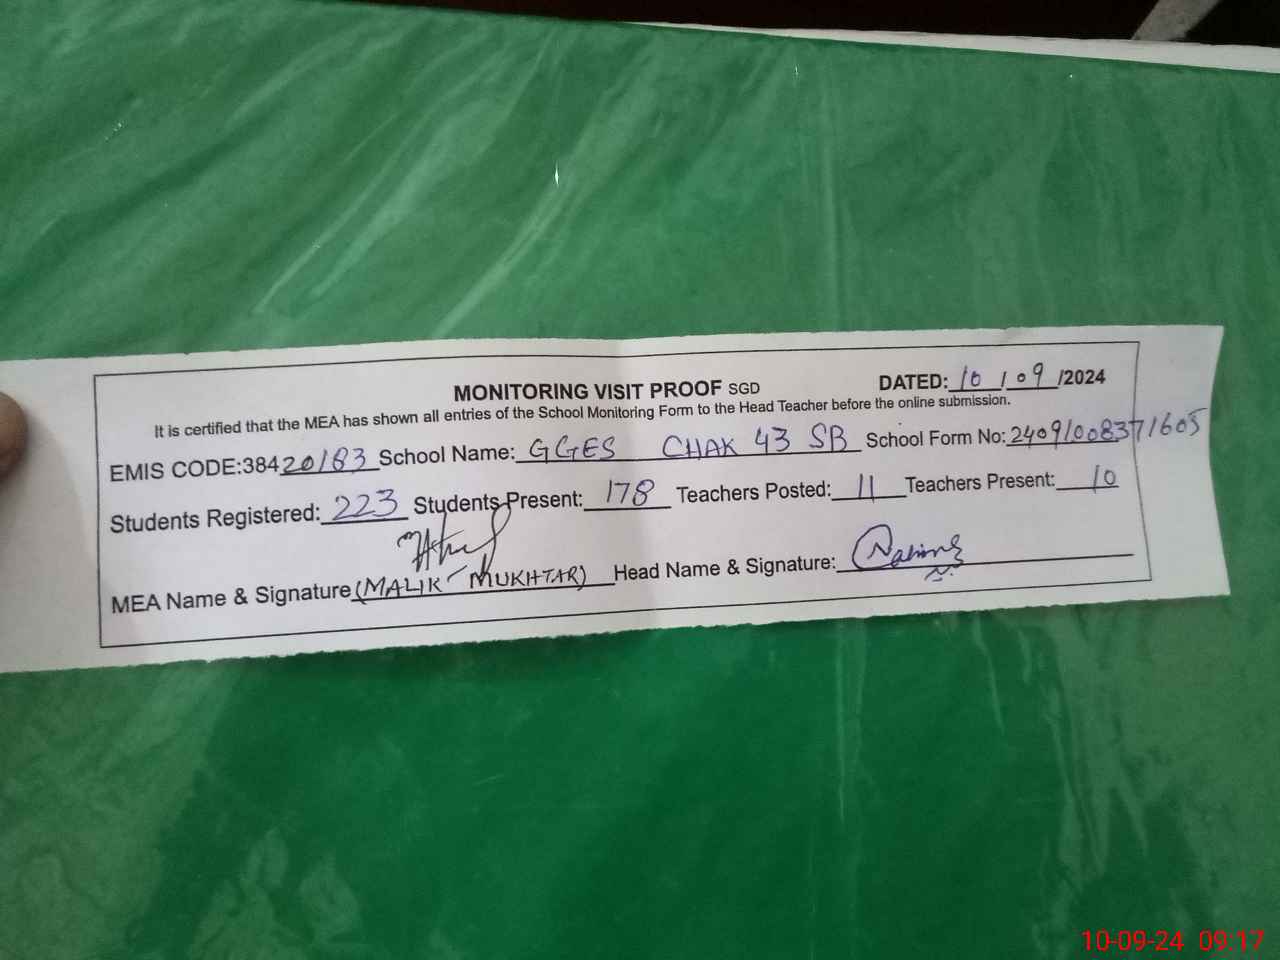 MONITORING VISIT PROOF SGD DATED: 10 / 09 /2024
It is certified that the MEA has shown all entries of the School Monitoring Form to the Head Teacher before the online submission.
EMIS CODE:38420183 School Name: GGES CHAK 43 SB School Form No: 24091008371605
Students Registered: 223 Students Present: 178 Teachers Posted: 11 Teachers Present: 10
MEA Name & Signature (MALIK MUKHTAR) Head Name & Signature:
10-09-24 09:17